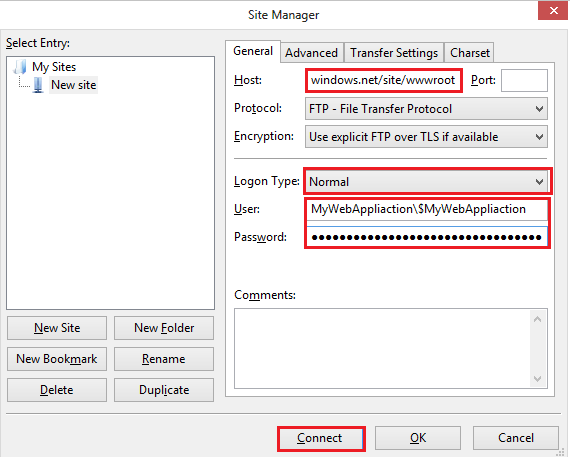 Site Manager
Select Entry:
My Sites
New site
New Site
New Folder
New Bookmark
Rename
Delete
Duplicate
General
Advanced
Transfer Settings
Charset
Host:
windows.net/site/wwwroot
Port:
Protocol:
FTP - File Transfer Protocol
Encryption:
Use explicit FTP over TLS if available
Logon Type:
Normal
User:
MyWebAppliaction\$MyWebAppliaction
Password:
●●●●●●●●●●●●●●●●●●●●●●●●●●●●●●●●●
Comments:
Connect
OK
Cancel